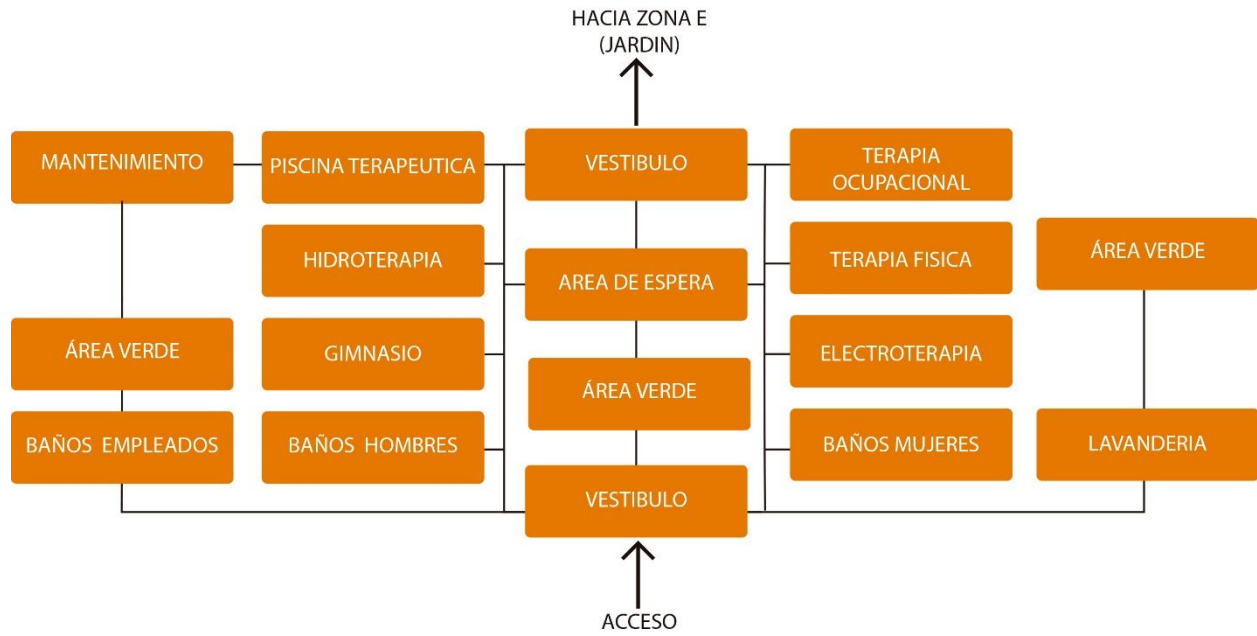 HACIA ZONA E
(JARDIN)
MANTENIMIENTO
PISCINA TERAPEUTICA
VESTIBULO
TERAPIA
OCUPACIONAL
HIDROTERAPIA
AREA DE ESPERA
TERAPIA FISICA
ÁREA VERDE
ÁREA VERDE
GIMNASIO
ÁREA VERDE
ELECTROTERAPIA
BAÑOS EMPLEADOS
BAÑOS HOMBRES
VESTIBULO
BAÑOS MUJERES
LAVANDERIA
ACCESO